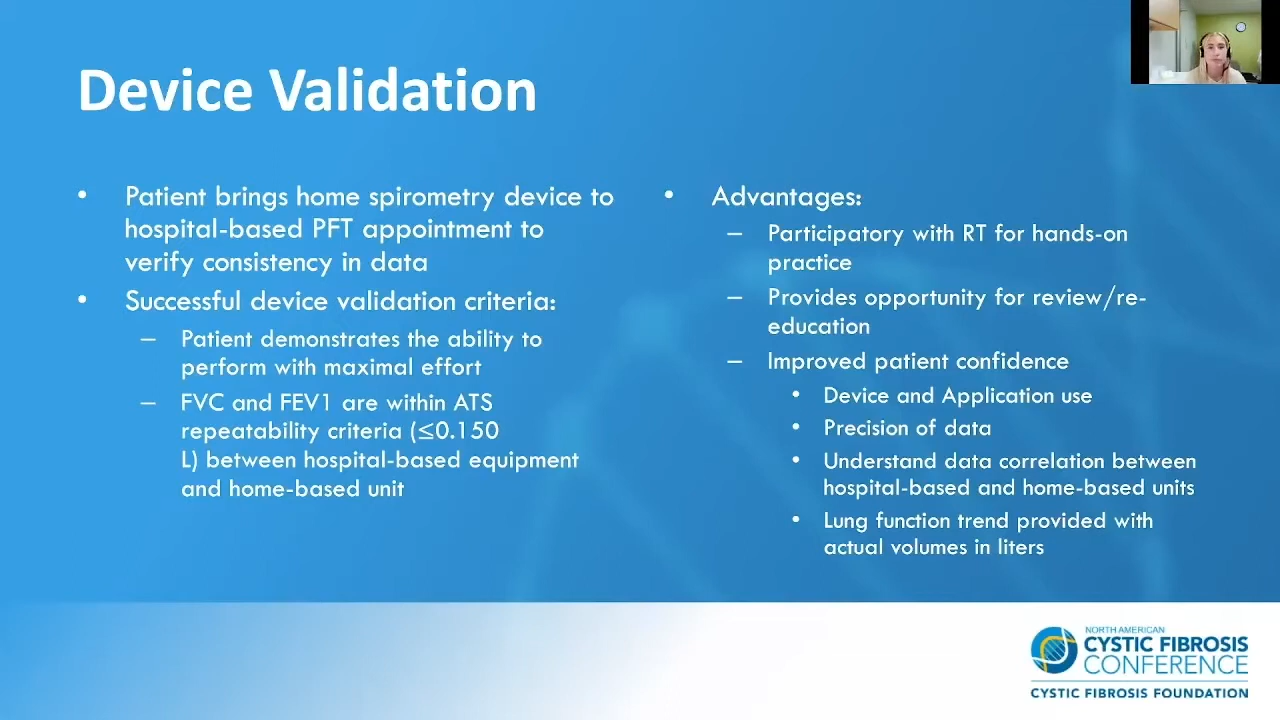 Device Validation
• Patient brings home spirometry device to
hospital-based PFT appointment to
verify consistency in data
• Successful device validation criteria:
– Patient demonstrates the ability to
perform with maximal effort
– FVC and FEV1 are within ATS
repeatability criteria (≤0.150
L) between hospital-based equipment
and home-based unit
• Advantages:
– Participatory with RT for hands-on
practice
– Provides opportunity for review/re-
education
– Improved patient confidence
• Device and Application use
• Precision of data
• Understand data correlation between
hospital-based and home-based units
• Lung function trend provided with
actual volumes in liters
NORTH AMERICAN
CYSTIC FIBROSIS
CONFERENCE
CYSTIC FIBROSIS FOUNDATION